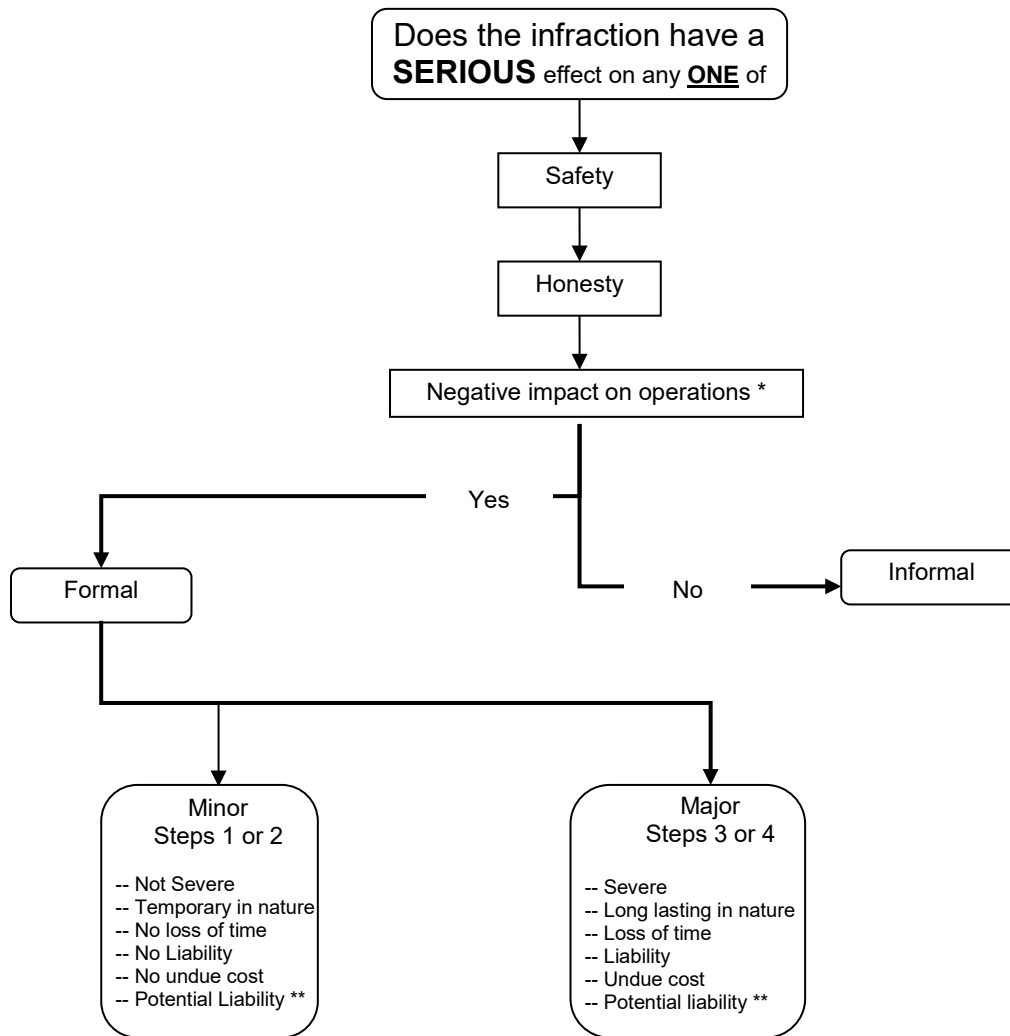 Does the infraction have a
SERIOUS effect on any ONE of
Safety
Honesty
Negative impact on operations *
Yes
No
Informal
Formal
Minor
Steps 1 or 2
-- Not Severe
-- Temporary in nature
-- No loss of time
-- No Liability
-- No undue cost
-- Potential Liability **
Major
Steps 3 or 4
-- Severe
-- Long lasting in nature
-- Loss of time
-- Liability
-- Undue cost
-- Potential liability **